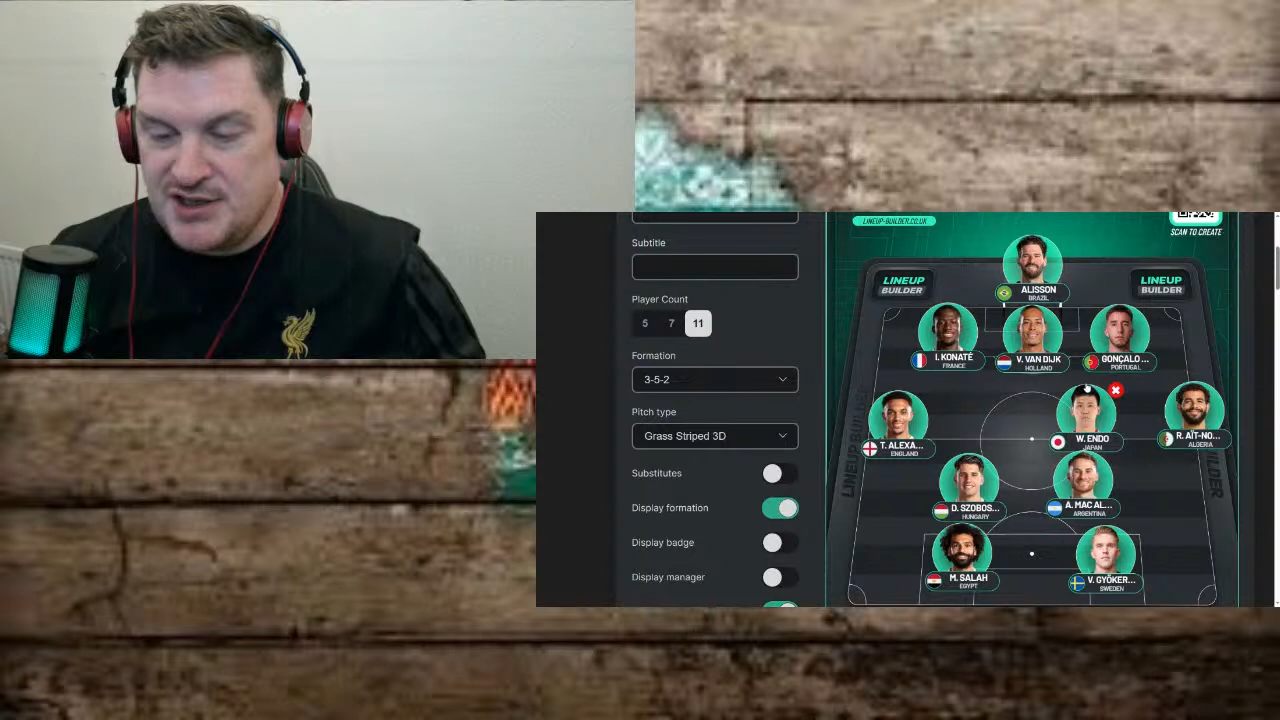 LINEUP-BUILDER.CO.UK
SCAN TO CREATE
Subtitle
Player Count
5 7 11
Formation
3-5-2
Pitch type
Grass Striped 3D
Substitutes
Display formation
Display badge
Display manager
LINEUP BUILDER
LINEUP BUILDER
ALISSON
BRAZIL
I. KONATÉ
FRANCE
V. VAN DIJK
HOLLAND
GONÇALO ...
PORTUGAL
T. ALEXA...
ENGLAND
W. ENDO
JAPAN
R. AÏT-NO...
ALGERIA
D. SZOBOS...
HUNGARY
A. MAC AL...
ARGENTINA
M. SALAH
EGYPT
V. GYÖKER...
SWEDEN
LINEUP BUILDER